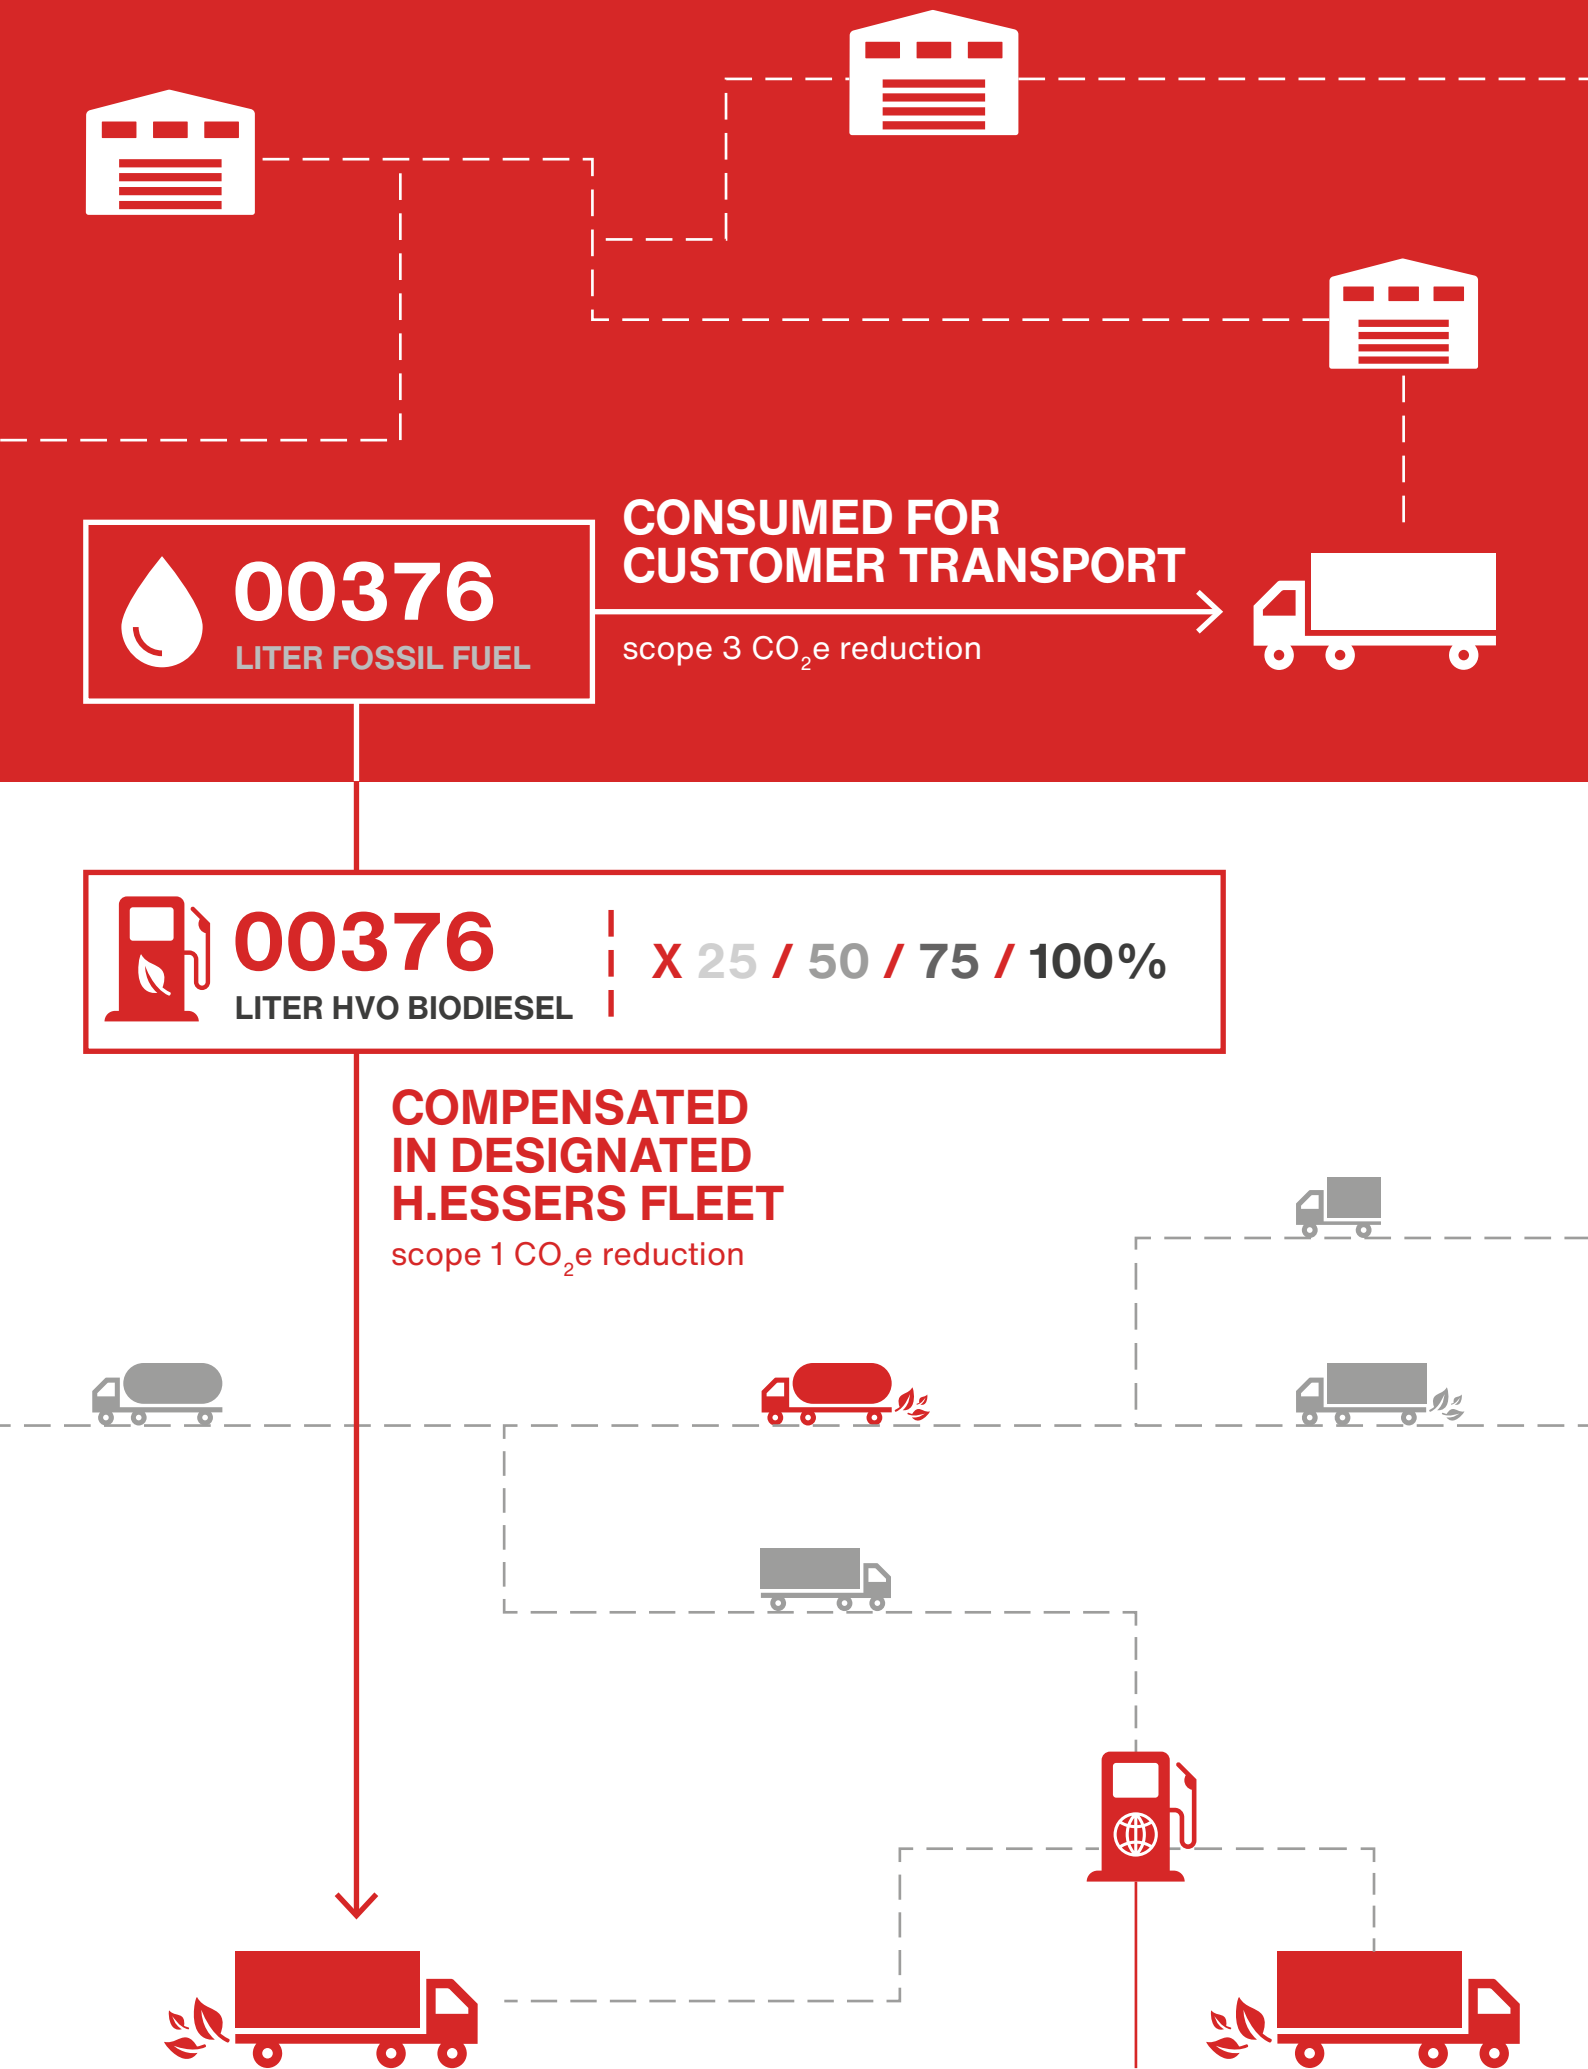 CONSUMED FOR
CUSTOMER TRANSPORT
00376
LITER FOSSIL FUEL
scope 3 CO₂e reduction
00376
LITER HVO BIODIESEL
X 25 / 50 / 75 / 100%
COMPENSATED
IN DESIGNATED
H.ESSERS FLEET
scope 1 CO₂e reduction